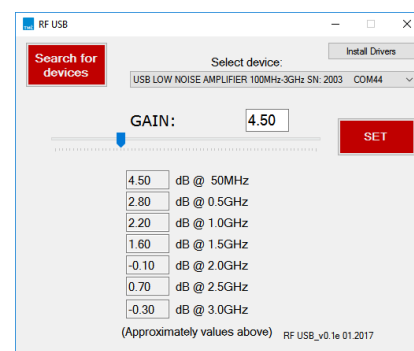 RF USB
Search for
devices
Install Drivers
Select device:
USB LOW NOISE AMPLIFIER 100MHz-3GHz SN: 2003 COM44
GAIN: 4.50
SET
4.50 dB @ 50MHz
2.80 dB @ 0.5GHz
2.20 dB @ 1.0GHz
1.60 dB @ 1.5GHz
-0.10 dB @ 2.0GHz
0.70 dB @ 2.5GHz
-0.30 dB @ 3.0GHz
(Approximately values above) RF USB_v0.1e 01.2017